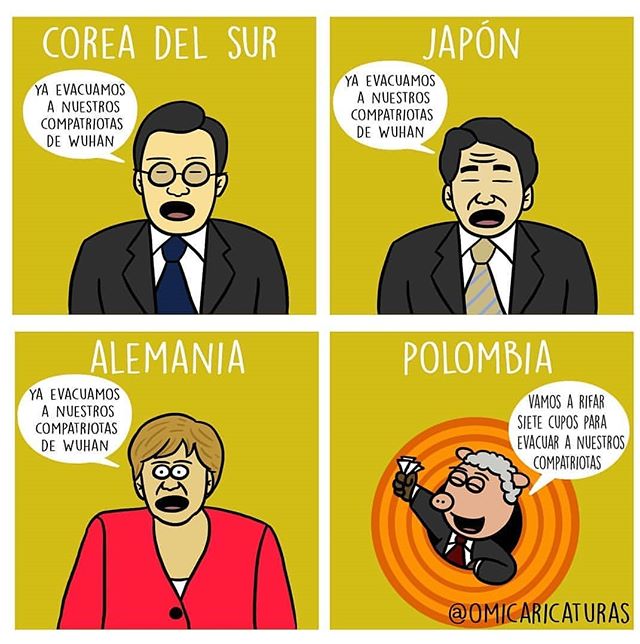 COREA DEL SUR
YA EVACUAMOS
A NUESTROS
COMPATRIOTAS
DE WUHAN
JAPÓN
YA EVACUAMOS
A NUESTROS
COMPATRIOTAS
DE WUHAN
ALEMANIA
YA EVACUAMOS
A NUESTROS
COMPATRIOTAS
DE WUHAN
POLOMBIA
VAMOS A RIFAR
SIETE CUPOS PARA
EVACUAR A NUESTROS
COMPATRIOTAS
@OMICARICATURAS